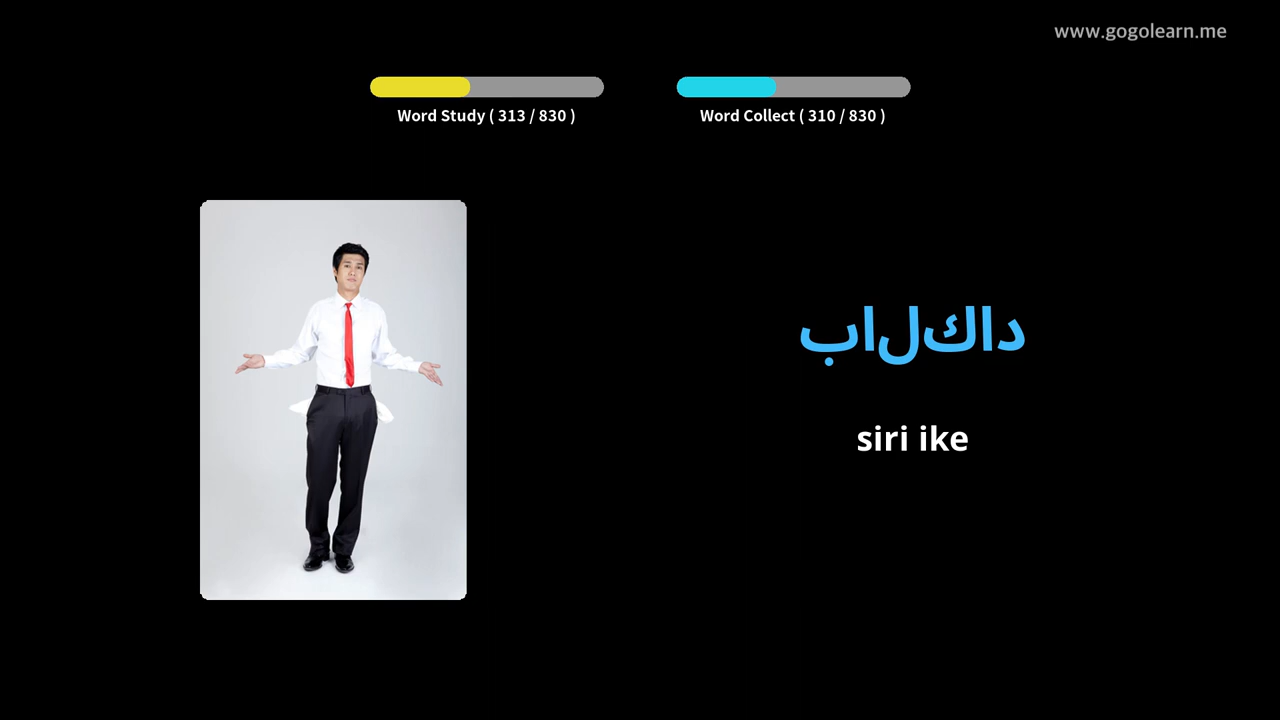 www.gogolearn.me
Word Study ( 313 / 830 )
Word Collect ( 310 / 830 )
داكلاب
siri ike